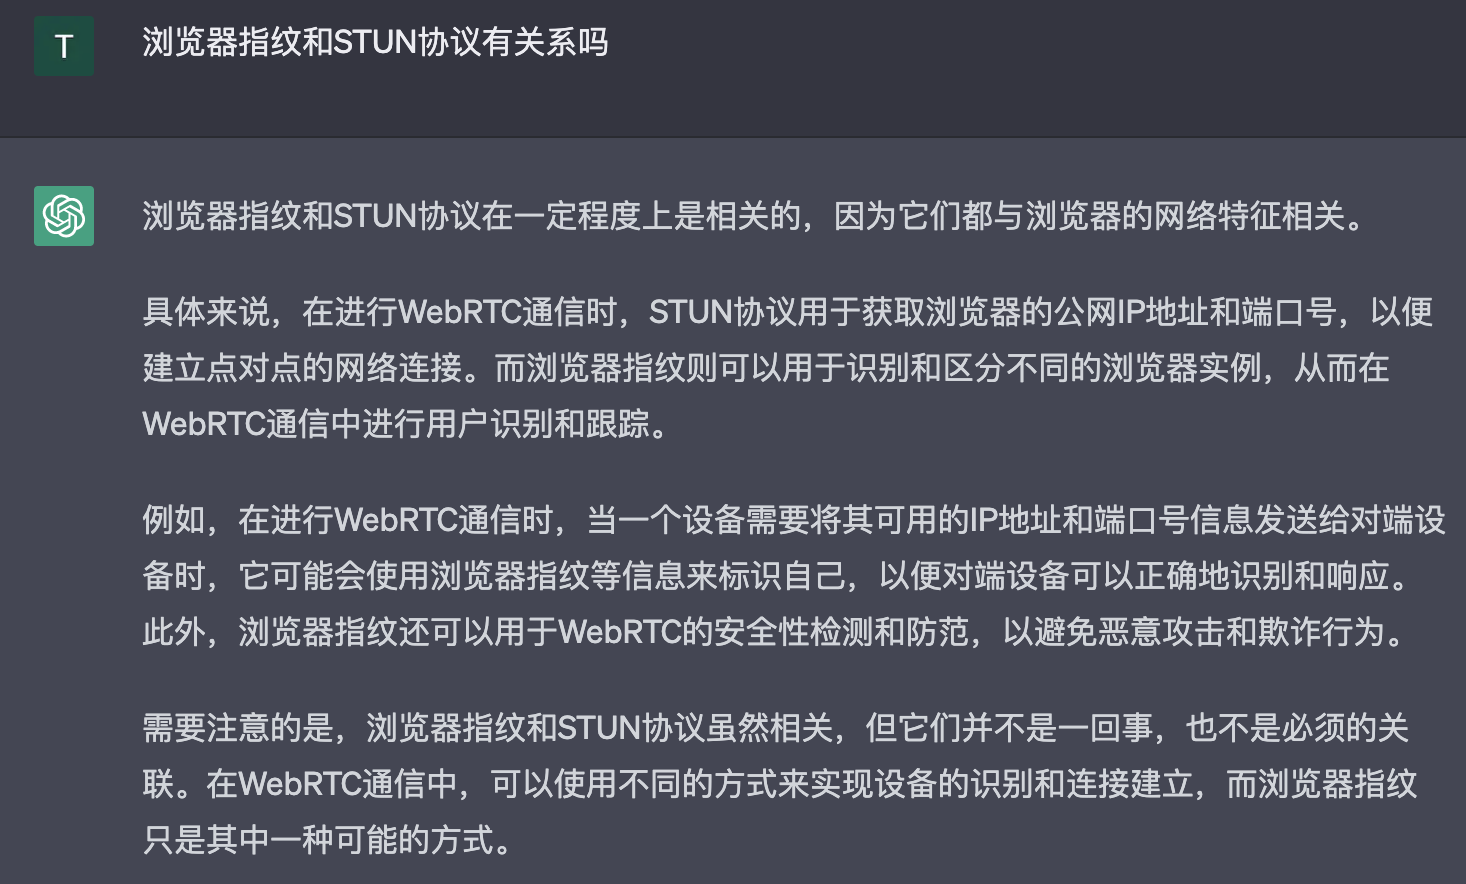 T
浏览器指纹和STUN协议有关系吗
浏览器指纹和STUN协议在一定程度上是相关的，因为它们都与浏览器的网络特征相关。
具体来说，在进行WebRTC通信时，STUN协议用于获取浏览器的公网IP地址和端口号，以便
建立点对点的网络连接。而浏览器指纹则可以用于识别和区分不同的浏览器实例，从而在
WebRTC通信中进行用户识别和跟踪。
例如，在进行WebRTC通信时，当一个设备需要将其可用的IP地址和端口号信息发送给对端设
备时，它可能会使用浏览器指纹等信息来标识自己，以便对端设备可以正确地识别和响应。
此外，浏览器指纹还可以用于WebRTC的安全性检测和防范，以避免恶意攻击和欺诈行为。
需要注意的是，浏览器指纹和STUN协议虽然相关，但它们并不是一回事，也不是必须的关
联。在WebRTC通信中，可以使用不同的方式来实现设备的识别和连接建立，而浏览器指纹
只是其中一种可能的方式。